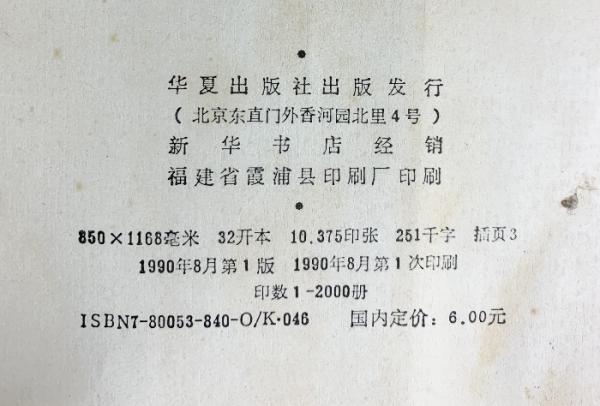 华夏出版社出版发行
(北京东直门外香河园北里4号)
新华书店经销
福建省霞浦县印刷厂印刷
850×1168毫米 32开本 10.375印张 251千字 插页3
1990年8月第1版 1990年8月第1次印刷
印数1-2000册
ISBN7-80053-840-O/K·046 国内定价：6.00元